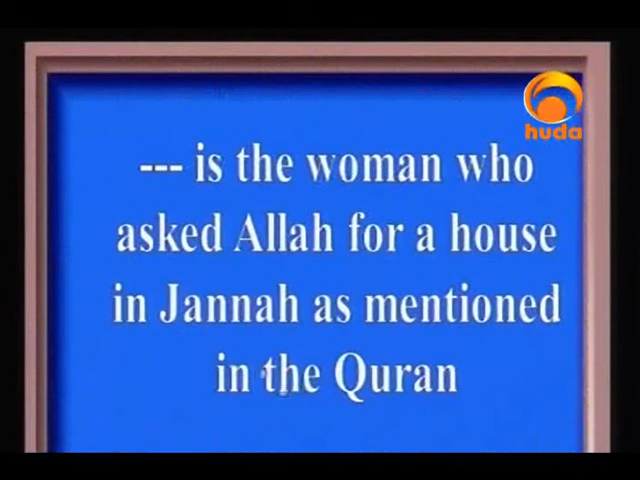 huda
--- is the woman who
asked Allah for a house
in Jannah as mentioned
in the Quran